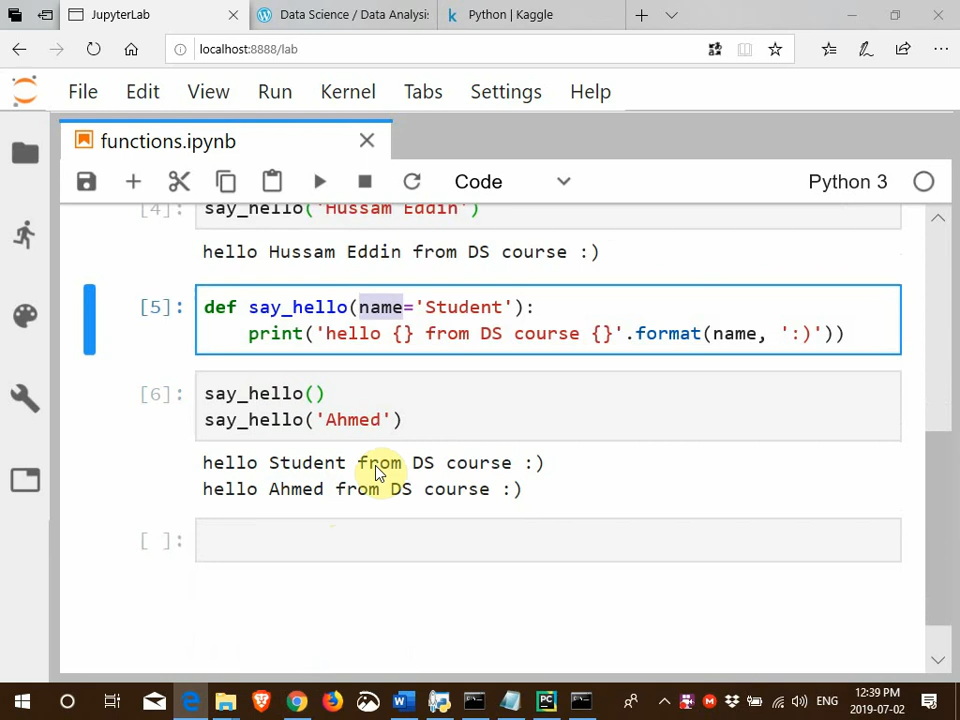 JupyterLab
Data Science / Data Analysis
Python | Kaggle
localhost:8888/lab
File Edit View Run Kernel Tabs Settings Help
functions.ipynb
Code
Python 3
[4]: say_hello('Hussam Eddin')
hello Hussam Eddin from DS course :)
[5]: def say_hello(name='Student'):
print('hello {} from DS course {}'.format(name, ':)'))
[6]: say_hello()
say_hello('Ahmed')
hello Student from DS course :)
hello Ahmed from DS course :)
[ ]:
ENG
12:39 PM
2019-07-02